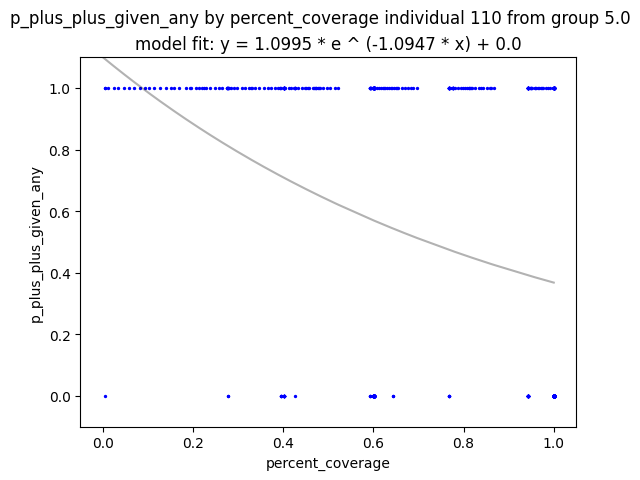 p_plus_plus_given_any by percent_coverage individual 110 from group 5.0
model fit: y = 1.0995 * e ^ (-1.0947 * x) + 0.0
1.0
0.8
0.6
0.4
0.2
0.0
p_plus_plus_given_any
0.0 0.2 0.4 0.6 0.8 1.0
percent_coverage